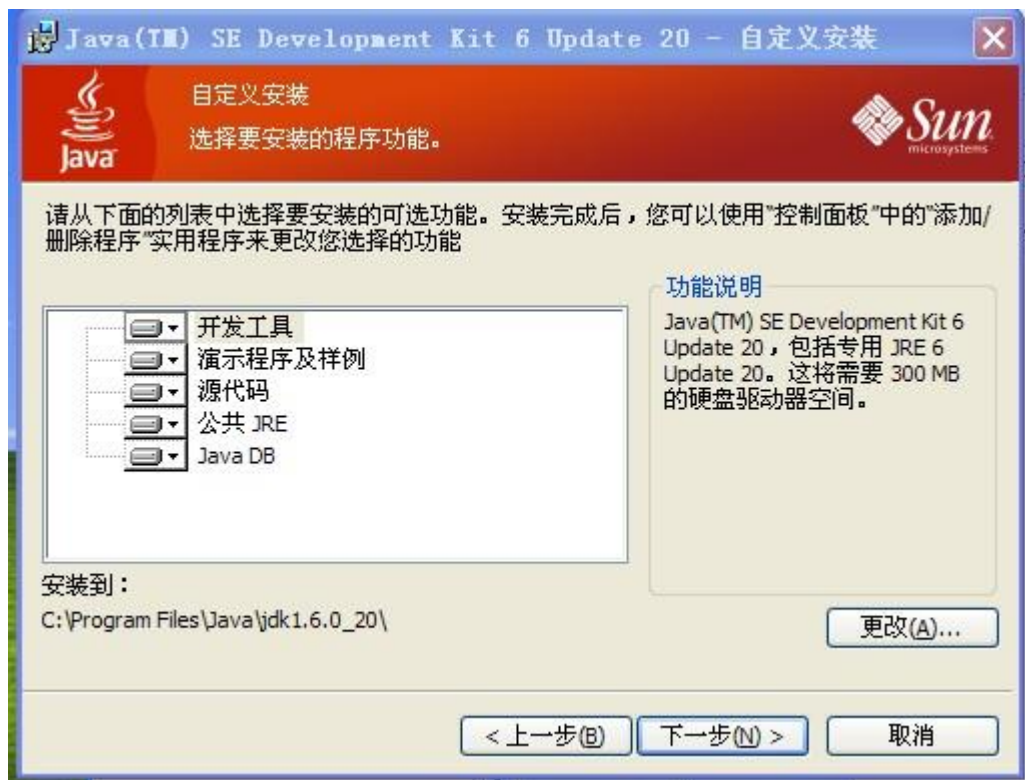 Java(TM) SE Development Kit 6 Update 20 - 自定义安装
自定义安装
选择要安装的程序功能。
Java
Sun
microsystems
请从下面的列表中选择要安装的可选功能。安装完成后，您可以使用"控制面板"中的"添加/
删除程序"实用程序来更改您选择的功能
开发工具
演示程序及样例
源代码
公共 JRE
Java DB
功能说明
Java(TM) SE Development Kit 6
Update 20，包括专用 JRE 6
Update 20。这将需要 300 MB
的硬盘驱动器空间。
安装到：
C:\Program Files\Java\jdk1.6.0_20\
更改(A)...
<上一步(B)
下一步(N) >
取消